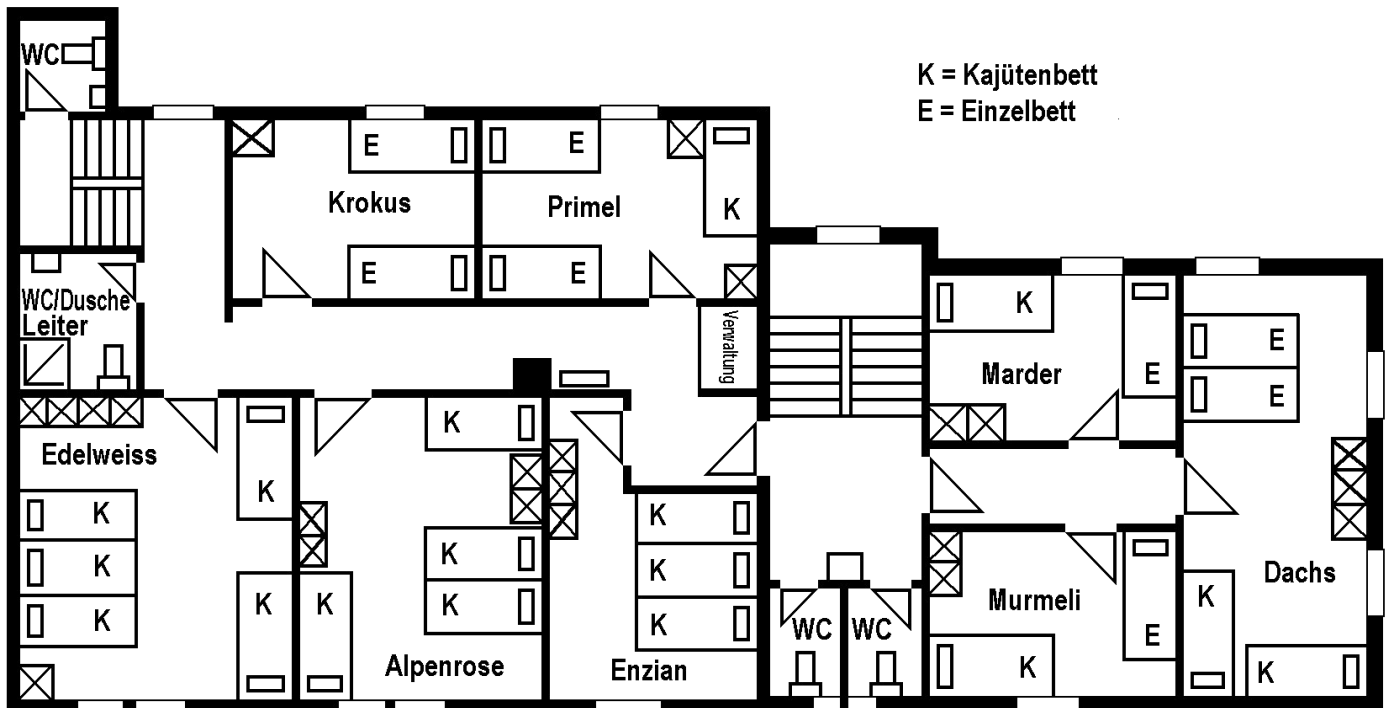 WC
K = Kajütenbett
E = Einzelbett
E
E
K
Krokus
Primel
K
E
E
WC/Dusche
Leiter
Verwaltung
K
E
Marder
E
E
K
K
Edelweiss
K
K
K
K
K
K
K
K
Alpenrose
K
K
K
Enzian
WC
WC
Murmeli
K
E
Dachs
K
K